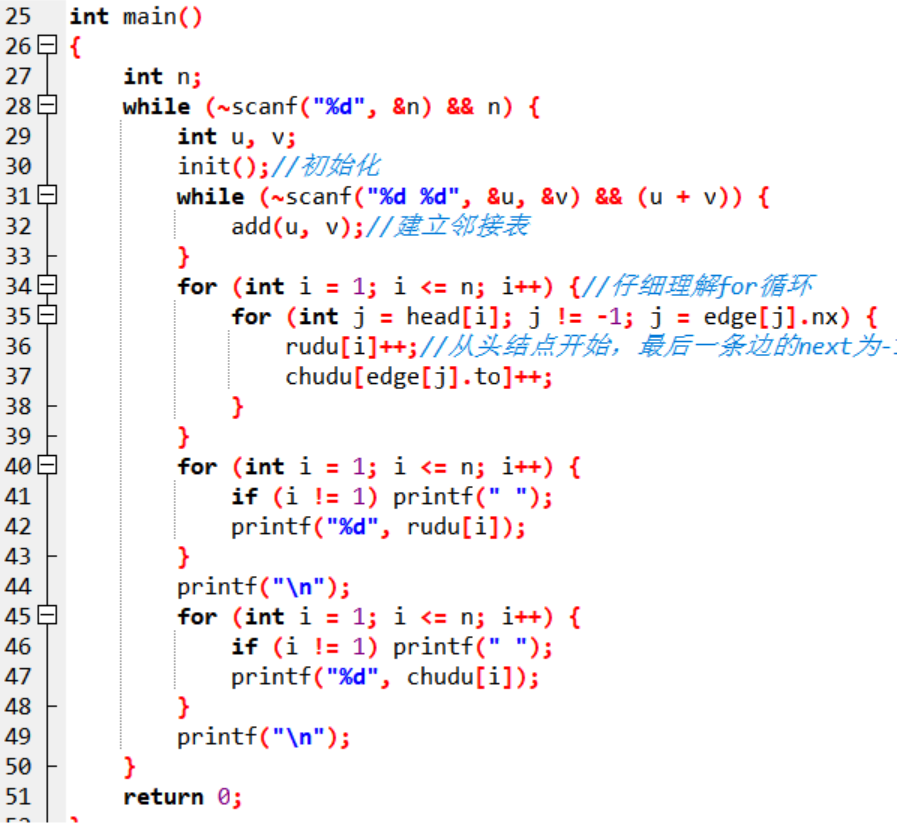 25 int main()
26 {
27     int n;
28     while (~scanf("%d", &n) && n) {
29         int u, v;
30         init();//初始化
31         while (~scanf("%d %d", &u, &v) && (u + v)) {
32             add(u, v);//建立邻接表
33         }
34         for (int i = 1; i <= n; i++) {//仔细理解for循环
35             for (int j = head[i]; j != -1; j = edge[j].nx) {
36                 rudu[i]++;//从头结点开始，最后一条边的next为-
37                 chudu[edge[j].to]++;
38             }
39         }
40         for (int i = 1; i <= n; i++) {
41             if (i != 1) printf(" ");
42             printf("%d", rudu[i]);
43         }
44         printf("\n");
45         for (int i = 1; i <= n; i++) {
46             if (i != 1) printf(" ");
47             printf("%d", chudu[i]);
48         }
49         printf("\n");
50     }
51     return 0;